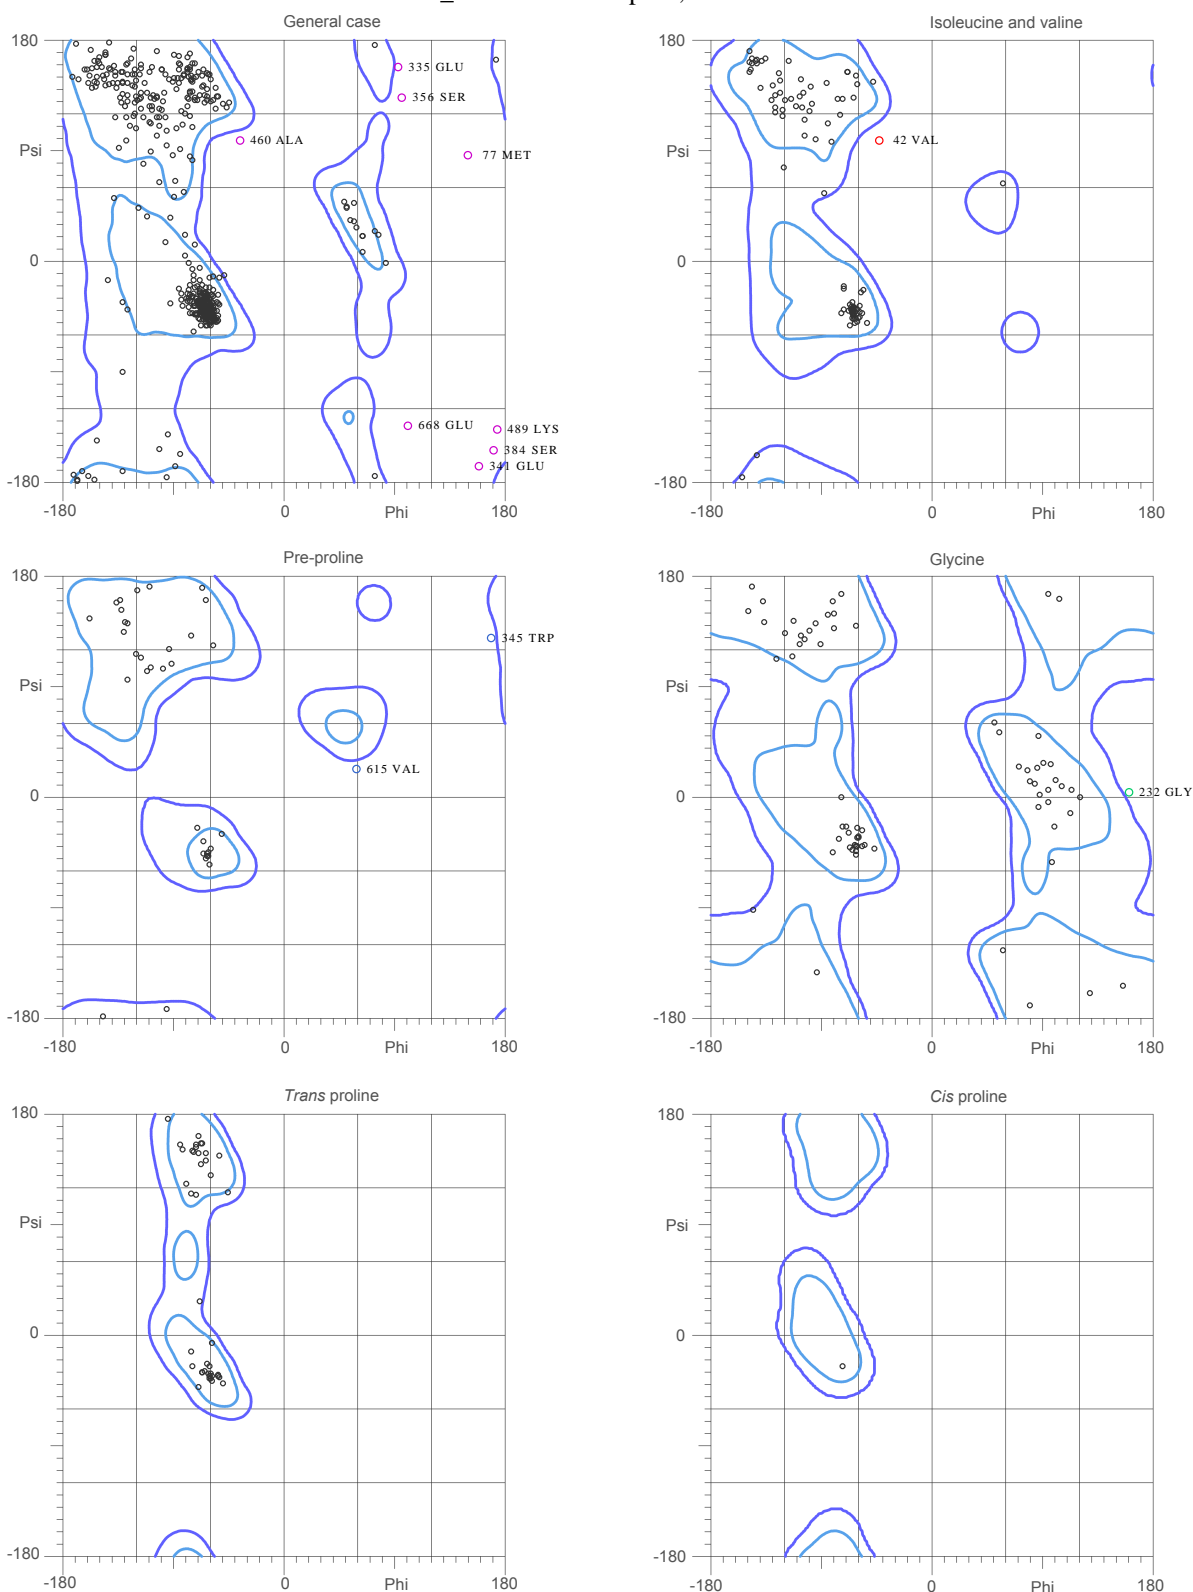 General case
180
Psi
0
-180
-180
0
Phi
180
335 GLU
356 SER
460 ALA
77 MET
668 GLU
489 LYS
384 SER
341 GLU
Isoleucine and valine
180
Psi
0
-180
-180
0
Phi
180
42 VAL
Pre-proline
180
Psi
0
-180
-180
0
Phi
180
345 TRP
615 VAL
Glycine
180
Psi
0
-180
-180
0
Phi
180
232 GLY
Trans proline
180
Psi
0
-180
-180
0
Phi
180
Cis proline
180
Psi
0
-180
-180
0
Phi
180